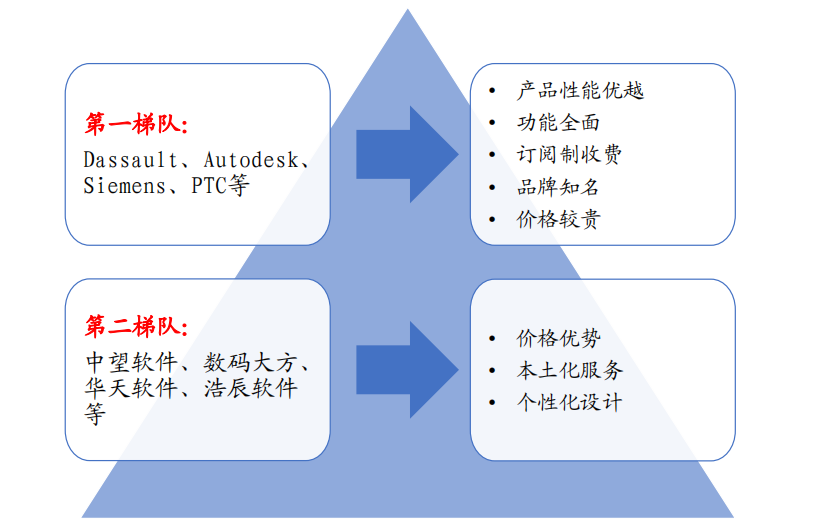 第一梯队：
Dassault、Autodesk、
Siemens、PTC等
• 产品性能优越
• 功能全面
• 订阅制收费
• 品牌知名
• 价格较贵
第二梯队：
中望软件、数码大方、
华天软件、浩辰软件
等
• 价格优势
• 本土化服务
• 个性化设计